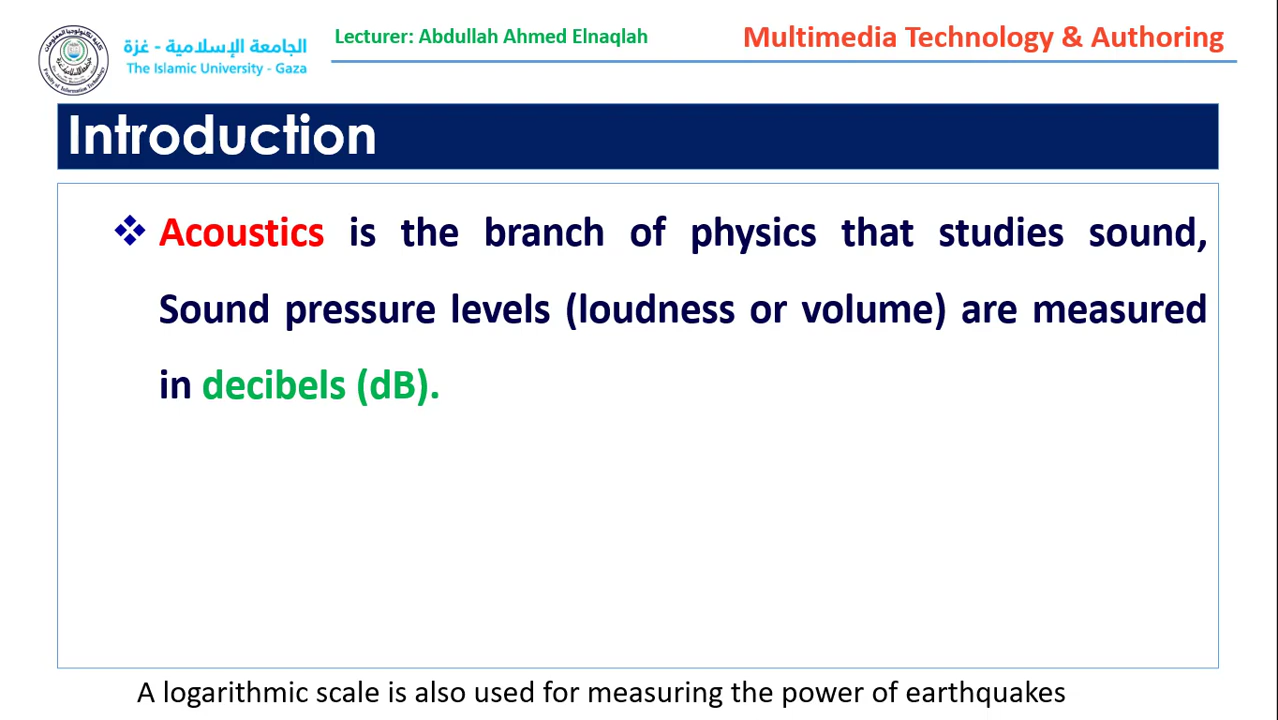 الجامعة الإسلامية - غزة
The Islamic University - Gaza
Lecturer: Abdullah Ahmed Elnaqlah
Multimedia Technology & Authoring
Introduction
Acoustics is the branch of physics that studies sound,
Sound pressure levels (loudness or volume) are measured
in decibels (dB).
A logarithmic scale is also used for measuring the power of earthquakes